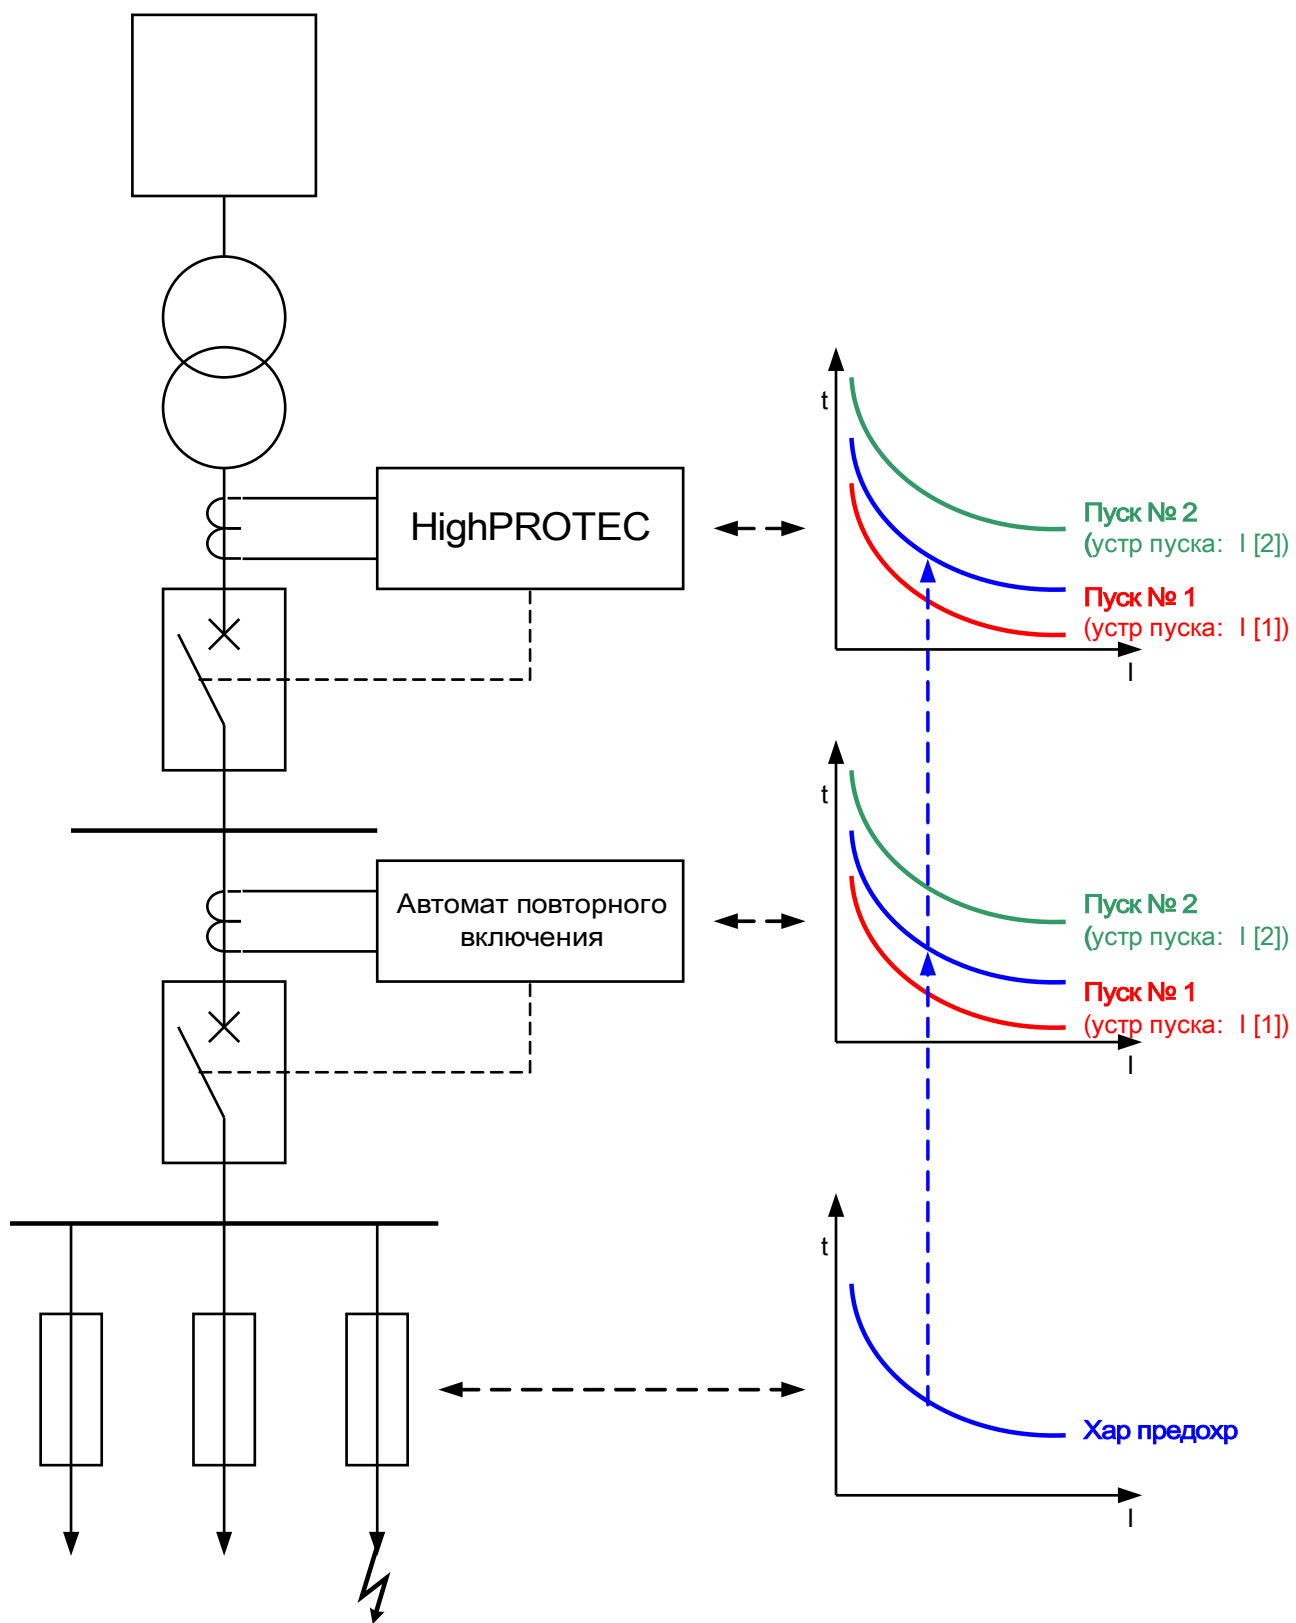 t
HighPROTEC
Пуск № 2
(устр пуска: I [2])
Пуск № 1
(устр пуска: I [1])
I
t
Автомат повторного
включения
Пуск № 2
(устр пуска: I [2])
Пуск № 1
(устр пуска: I [1])
I
t
Хар предохр
I